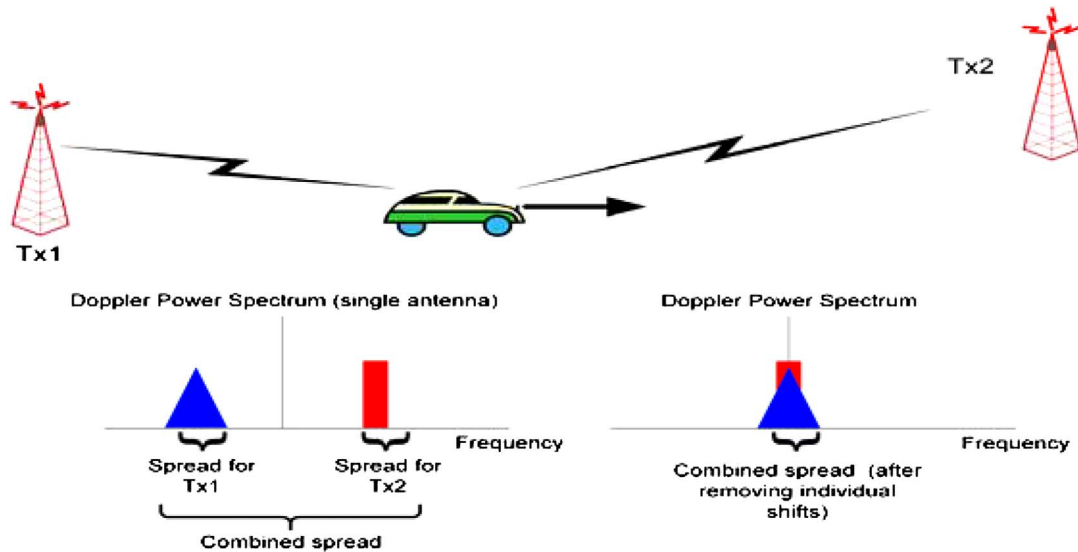 Tx2
Tx1
Doppler Power Spectrum (single antenna)
Frequency
Spread for
Tx1
Spread for
Tx2
Combined spread
Doppler Power Spectrum
Frequency
Combined spread (after
removing individual
shifts)